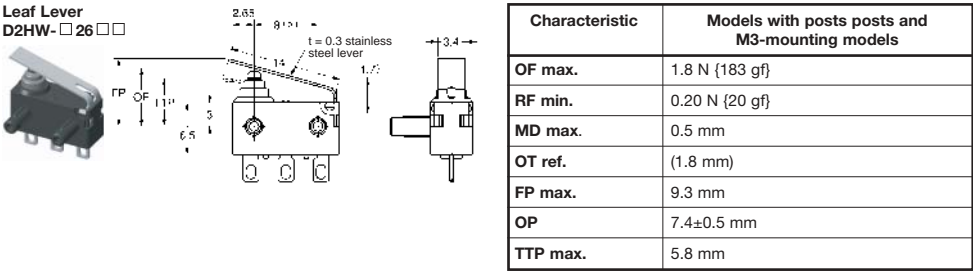 Leaf Lever
D2HW-□26□□
2.65
t = 0.3 stainless
steel lever
14
3.4
FP
OF
Characteristic
Models with posts posts and
M3-mounting models
OF max.
1.8 N {183 gf}
RF min.
0.20 N {20 gf}
MD max.
0.5 mm
OT ref.
(1.8 mm)
FP max.
9.3 mm
OP
7.4±0.5 mm
TTP max.
5.8 mm